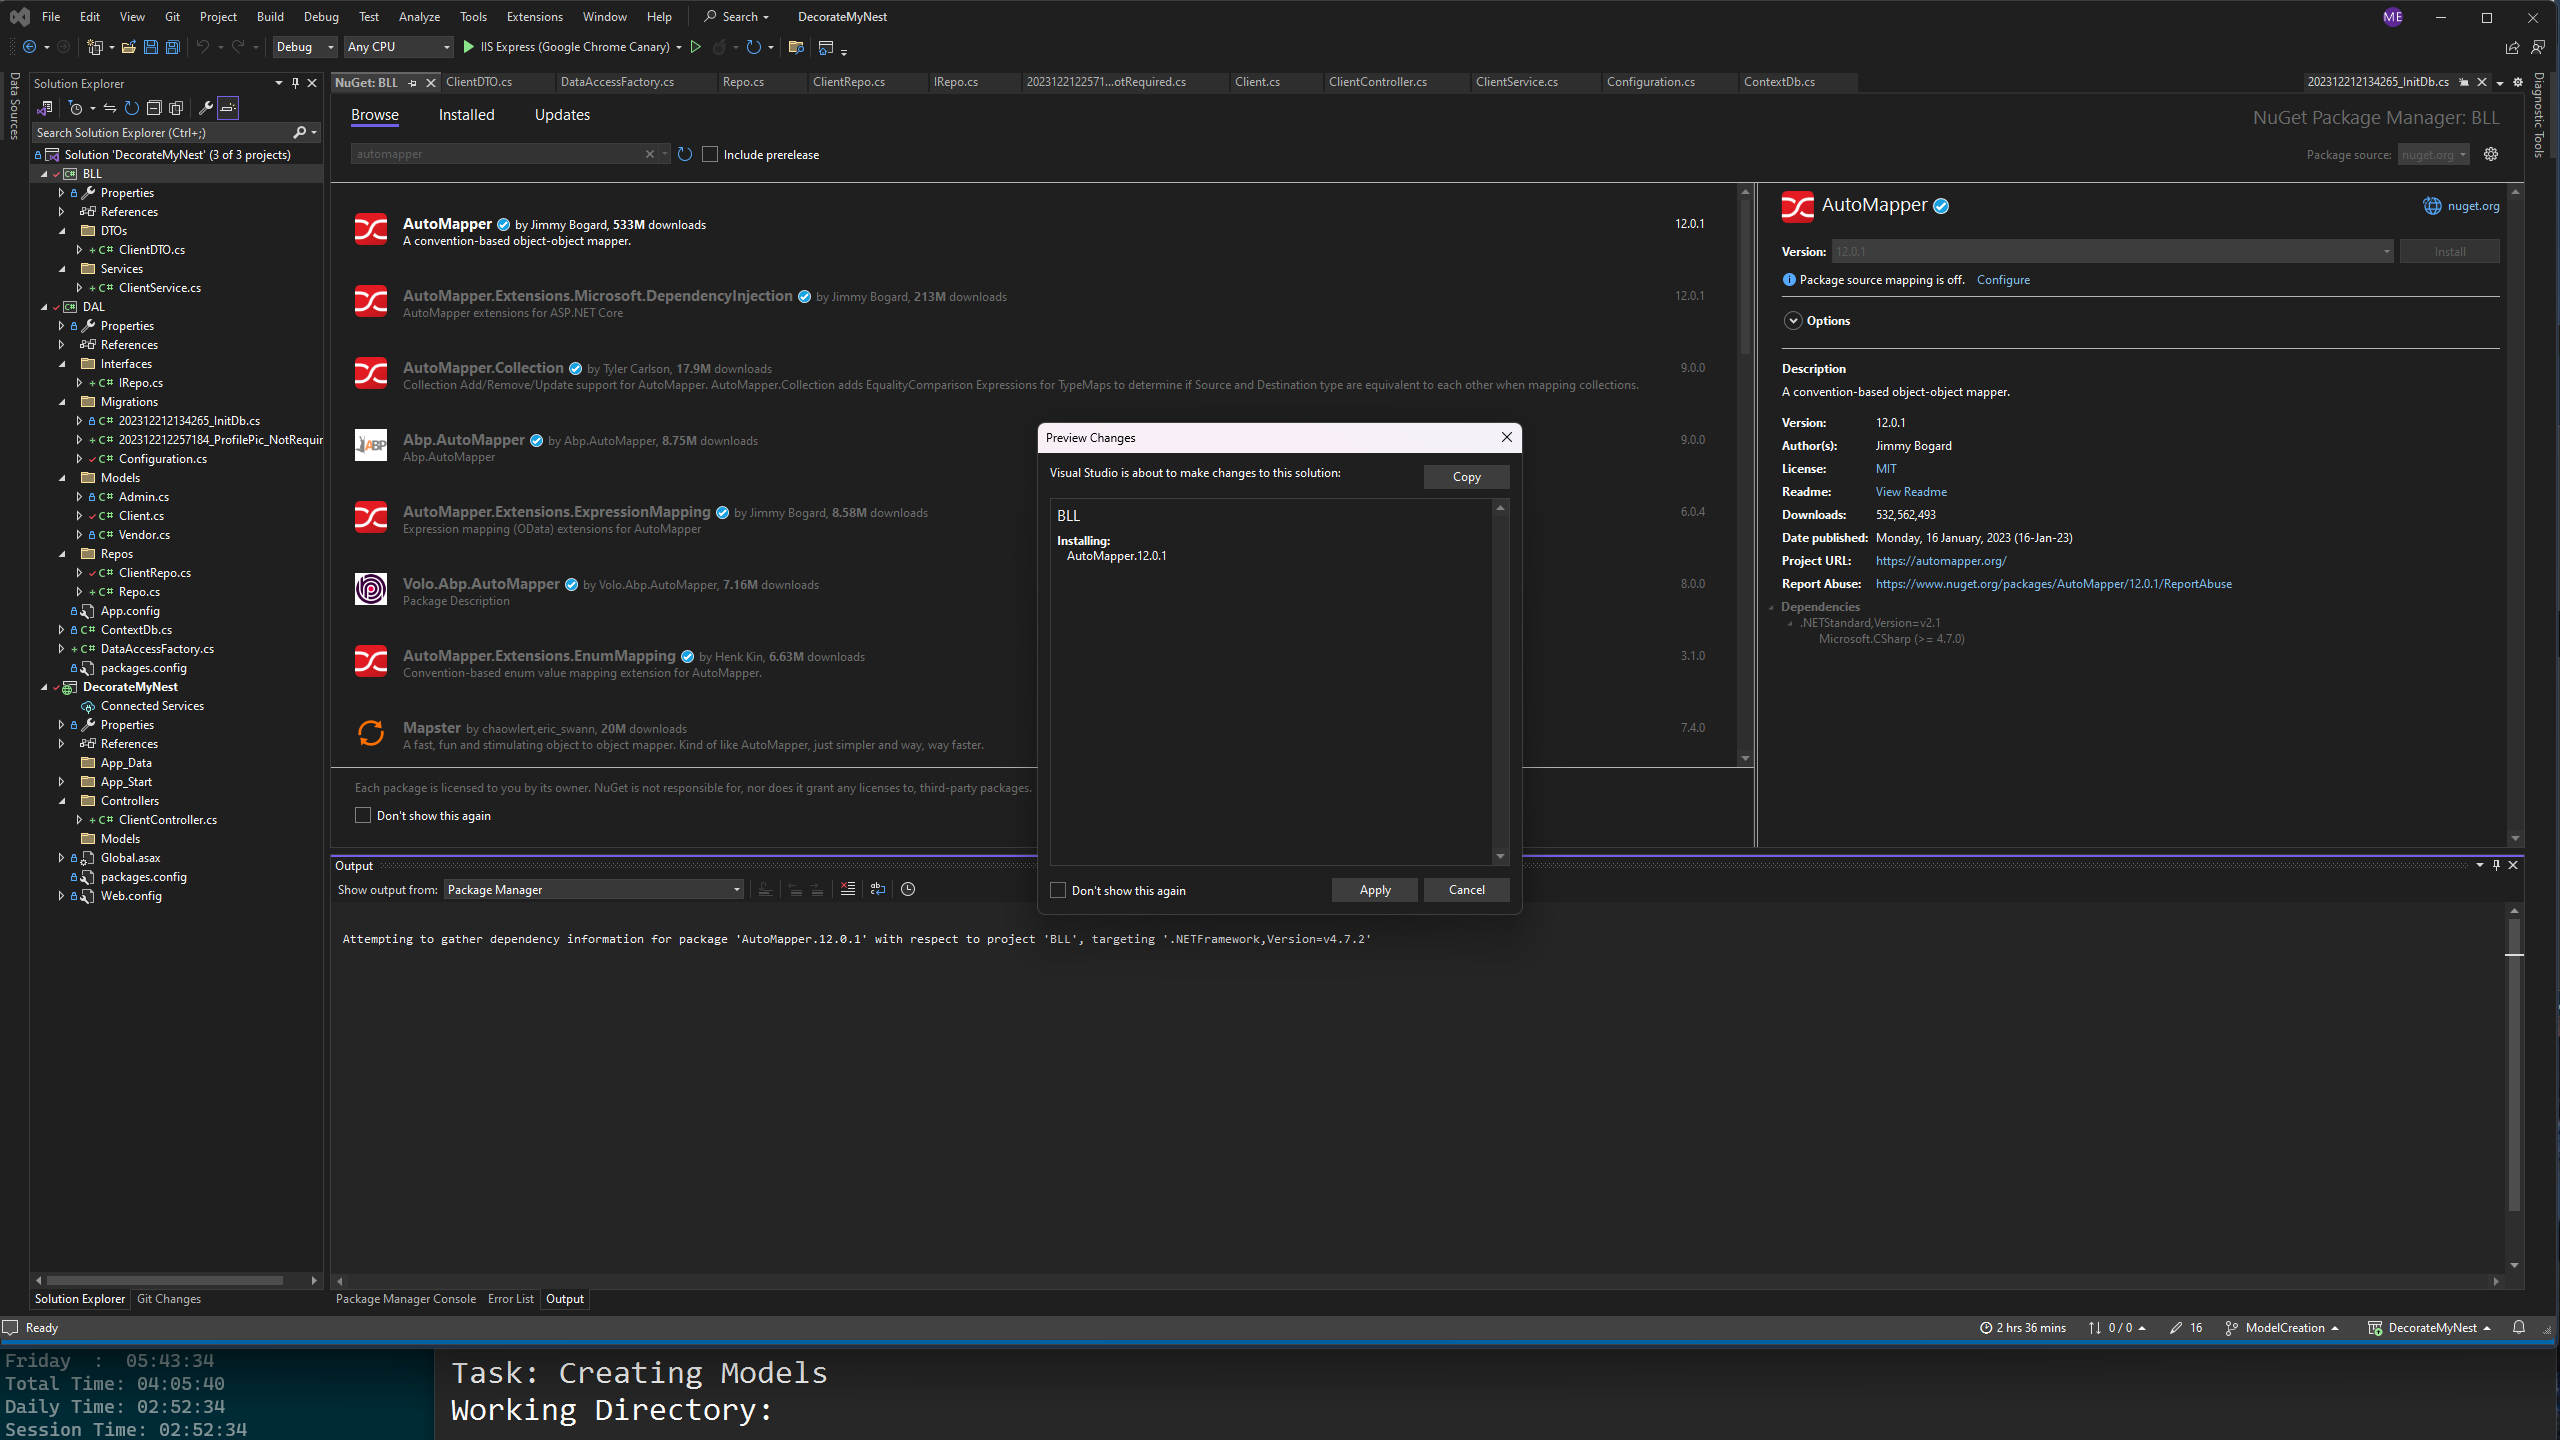 File Edit View Git Project Build Debug Test Analyze Tools Extensions Window Help Search DecorateMyNest ME
Debug Any CPU IIS Express (Google Chrome Canary)
Data Sources
Solution Explorer
Search Solution Explorer (Ctrl+;)
Solution 'DecorateMyNest' (3 of 3 projects)
C# BLL
Properties
References
DTOs
C# ClientDTO.cs
Services
C# ClientService.cs
C# DAL
Properties
References
Interfaces
C# IRepo.cs
Migrations
C# 202312212134265_InitDb.cs
C# 202312212257184_ProfilePic_NotRequir
C# Configuration.cs
Models
C# Admin.cs
C# Client.cs
C# Vendor.cs
Repos
C# ClientRepo.cs
C# Repo.cs
App.config
C# ContextDb.cs
C# DataAccessFactory.cs
packages.config
DecorateMyNest
Connected Services
Properties
References
App_Data
App_Start
Controllers
C# ClientController.cs
Models
Global.asax
packages.config
Web.config
Solution Explorer Git Changes
NuGet: BLL ClientDTO.cs DataAccessFactory.cs Repo.cs ClientRepo.cs IRepo.cs 2023122122571...otRequired.cs Client.cs ClientController.cs ClientService.cs Configuration.cs ContextDb.cs 202312212134265_InitDb.cs
Diagnostic Tools
Browse Installed Updates NuGet Package Manager: BLL
automapper Include prerelease Package source: nuget.org
AutoMapper by Jimmy Bogard, 533M downloads 12.0.1
A convention-based object-object mapper.
AutoMapper.Extensions.Microsoft.DependencyInjection by Jimmy Bogard, 213M downloads 12.0.1
AutoMapper extensions for ASP.NET Core
AutoMapper.Collection by Tyler Carlson, 17.9M downloads 9.0.0
Collection Add/Remove/Update support for AutoMapper. AutoMapper.Collection adds EqualityComparison Expressions for TypeMaps to determine if Source and Destination type are equivalent to each other when mapping collections.
ABP
Abp.AutoMapper by Abp.AutoMapper, 8.75M downloads 9.0.0
Abp.AutoMapper
AutoMapper.Extensions.ExpressionMapping by Jimmy Bogard, 8.58M downloads 6.0.4
Expression mapping (OData) extensions for AutoMapper
Volo.Abp.AutoMapper by Volo.Abp.AutoMapper, 7.16M downloads 8.0.0
Package Description
AutoMapper.Extensions.EnumMapping by Henk Kin, 6.63M downloads 3.1.0
Convention-based enum value mapping extension for AutoMapper.
Mapster by chaowlert,eric_swann, 20M downloads 7.4.0
A fast, fun and stimulating object to object mapper. Kind of like AutoMapper, just simpler and way, way faster.
Each package is licensed to you by its owner. NuGet is not responsible for, nor does it grant any licenses to, third-party packages.
Don't show this again
AutoMapper nuget.org
Version: 12.0.1 Install
Package source mapping is off. Configure
Options
Description
A convention-based object-object mapper.
Version: 12.0.1
Author(s): Jimmy Bogard
License: MIT
Readme: View Readme
Downloads: 532,562,493
Date published: Monday, 16 January, 2023 (16-Jan-23)
Project URL: https://automapper.org/
Report Abuse: https://www.nuget.org/packages/AutoMapper/12.0.1/ReportAbuse
Dependencies
.NETStandard,Version=v2.1
Microsoft.CSharp (>= 4.7.0)
Preview Changes
Visual Studio is about to make changes to this solution: Copy
BLL
Installing:
AutoMapper.12.0.1
Don't show this again Apply Cancel
Output
Show output from: Package Manager
Attempting to gather dependency information for package 'AutoMapper.12.0.1' with respect to project 'BLL', targeting '.NETFramework,Version=v4.7.2'
Package Manager Console Error List Output
Ready 2 hrs 36 mins 0 / 0 16 ModelCreation DecorateMyNest
Friday : 05:43:34
Total Time: 04:05:40
Daily Time: 02:52:34
Session Time: 02:52:34
Task: Creating Models
Working Directory: